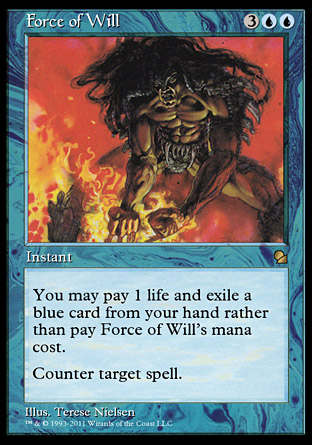 Force of Will 3
Instant
You may pay 1 life and exile a
blue card from your hand rather
than pay Force of Will's mana
cost.
Counter target spell.
Illus. Terese Nielsen
™ & © 1993-2011 Wizards of the Coast LLC